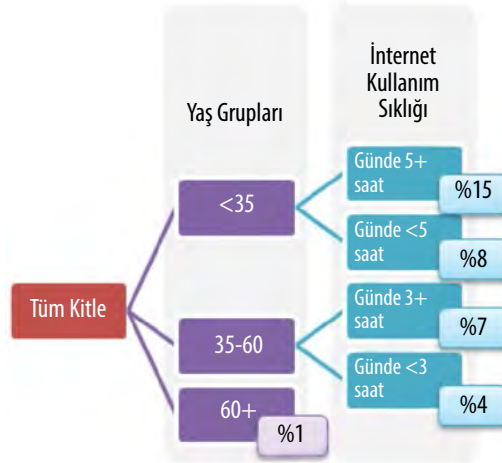 Yaş Grupları
İnternet
Kullanım
Sıklığı
Tüm Kitle
<35
Günde 5+
saat
%15
Günde <5
saat
%8
35-60
Günde 3+
saat
%7
Günde <3
saat
%4
60+
%1